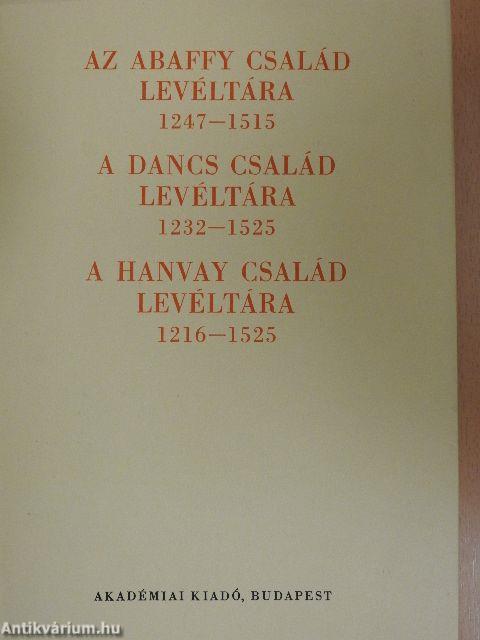 AZ ABAFFY CSALÁD
LEVÉLTÁRA
1247—1515
A DANCS CSALÁD
LEVÉLTÁRA
1232—1525
A HANVAY CSALÁD
LEVÉLTÁRA
1216—1525
AKADÉMIAI KIADÓ, BUDAPEST
Antikvárium.hu